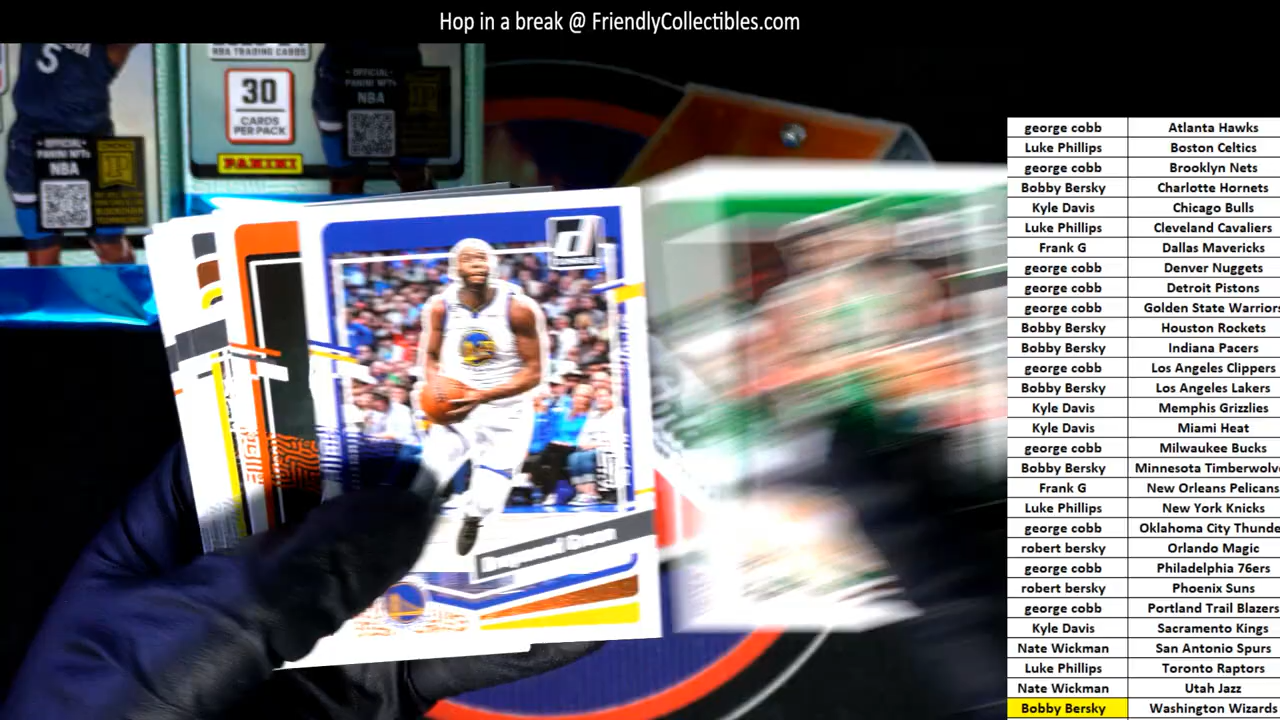 Hop in a break @ FriendlyCollectibles.com
5
NBA TRADING CARDS
30
CARDS
PER PACK
PANINI
OFFICIAL
PANINI NFTs
NBA
OFFICIAL
PANINI NFTs
NBA
george cobb Atlanta Hawks
Luke Phillips Boston Celtics
george cobb Brooklyn Nets
Bobby Bersky Charlotte Hornets
Kyle Davis Chicago Bulls
Luke Phillips Cleveland Cavaliers
Frank G Dallas Mavericks
george cobb Denver Nuggets
george cobb Detroit Pistons
george cobb Golden State Warriors
Bobby Bersky Houston Rockets
Bobby Bersky Indiana Pacers
george cobb Los Angeles Clippers
Bobby Bersky Los Angeles Lakers
Kyle Davis Memphis Grizzlies
Kyle Davis Miami Heat
george cobb Milwaukee Bucks
Bobby Bersky Minnesota Timberwolve
Frank G New Orleans Pelicans
Luke Phillips New York Knicks
george cobb Oklahoma City Thunde
robert bersky Orlando Magic
george cobb Philadelphia 76ers
robert bersky Phoenix Suns
george cobb Portland Trail Blazers
Kyle Davis Sacramento Kings
Nate Wickman San Antonio Spurs
Luke Phillips Toronto Raptors
Nate Wickman Utah Jazz
Bobby Bersky Washington Wizards